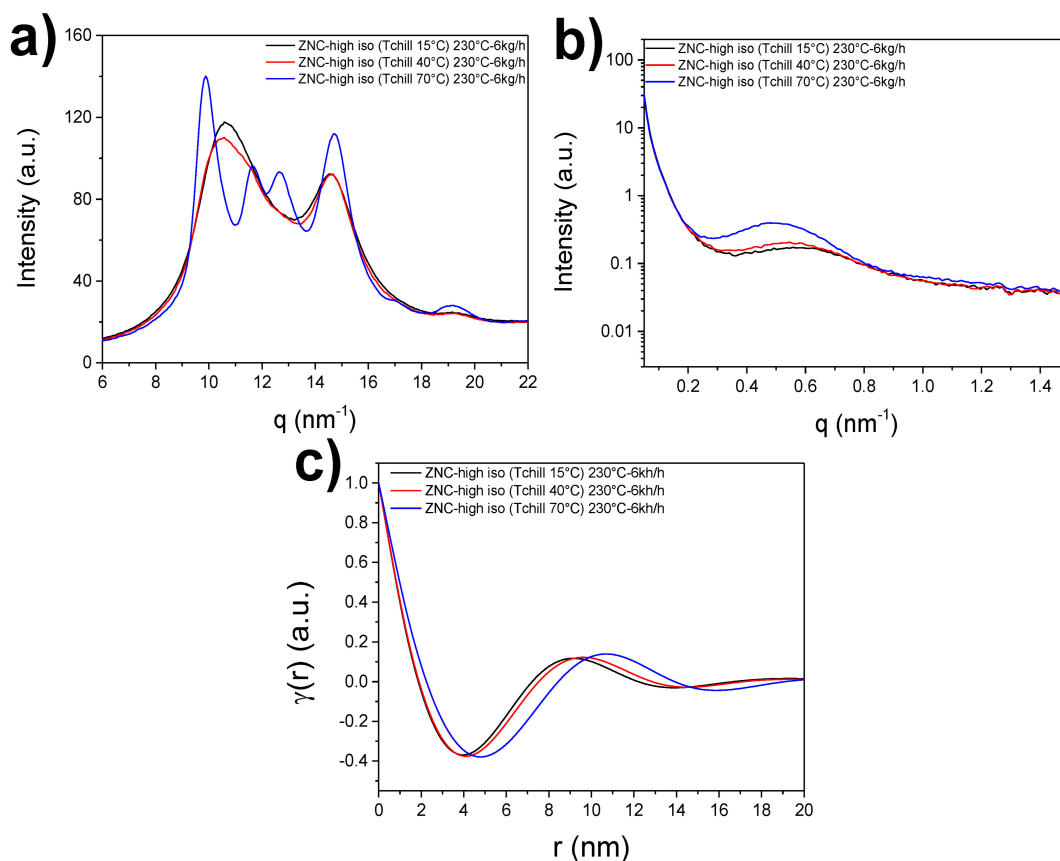 a)
160
120
80
40
0
Intensity (a.u.)
ZNC-high iso (Tchill 15°C) 230°C-6kg/h
ZNC-high iso (Tchill 40°C) 230°C-6kg/h
ZNC-high iso (Tchill 70°C) 230°C-6kg/h
6 8 10 12 14 16 18 20 22
q (nm⁻¹)
b)
100
10
1
0.1
0.01
Intensity (a.u.)
ZNC-high iso (Tchill 15°C) 230°C-6kg/h
ZNC-high iso (Tchill 40°C) 230°C-6kg/h
ZNC-high iso (Tchill 70°C) 230°C-6kg/h
0.2 0.4 0.6 0.8 1.0 1.2 1.4
q (nm⁻¹)
c)
1.0
0.8
0.6
0.4
0.2
0.0
-0.2
-0.4
γ(r) (a.u.)
ZNC-high iso (Tchill 15°C) 230°C-6kh/h
ZNC-high iso (Tchill 40°C) 230°C-6kh/h
ZNC-high iso (Tchill 70°C) 230°C-6kh/h
0 2 4 6 8 10 12 14 16 18 20
r (nm)